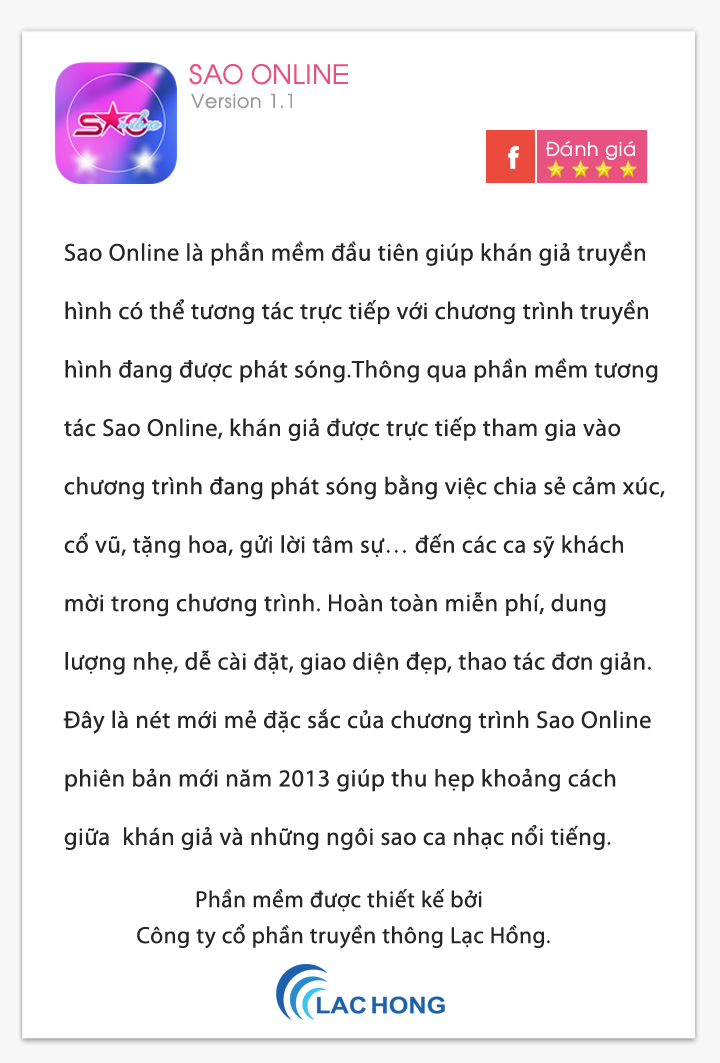 SAO online
SAO ONLINE
Version 1.1
f
Đánh giá
Sao Online là phần mềm đầu tiên giúp khán giả truyền
hình có thể tương tác trực tiếp với chương trình truyền
hình đang được phát sóng.Thông qua phần mềm tương
tác Sao Online, khán giả được trực tiếp tham gia vào
chương trình đang phát sóng bằng việc chia sẻ cảm xúc,
cổ vũ, tặng hoa, gửi lời tâm sự... đến các ca sỹ khách
mời trong chương trình. Hoàn toàn miễn phí, dung
lượng nhẹ, dễ cài đặt, giao diện đẹp, thao tác đơn giản.
Đây là nét mới mẻ đặc sắc của chương trình Sao Online
phiên bản mới năm 2013 giúp thu hẹp khoảng cách
giữa  khán giả và những ngôi sao ca nhạc nổi tiếng.
Phần mềm được thiết kế bởi
Công ty cổ phần truyền thông Lạc Hồng.
LAC HONG